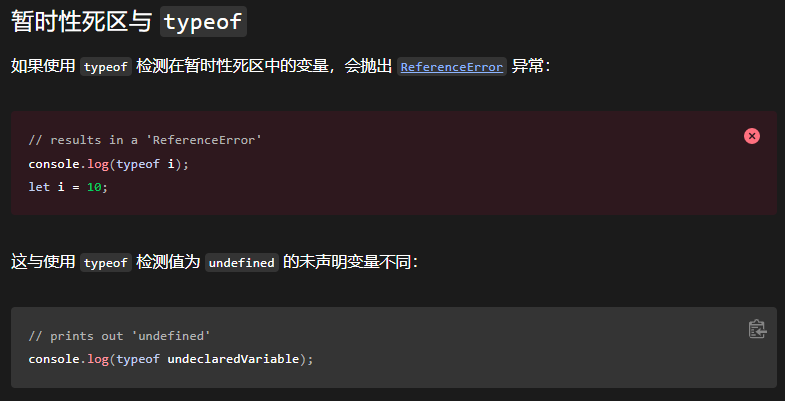 暂时性死区与 typeof
如果使用 typeof 检测在暂时性死区中的变量，会抛出 ReferenceError 异常：
// results in a 'ReferenceError'
console.log(typeof i);
let i = 10;
这与使用 typeof 检测值为 undefined 的未声明变量不同：
// prints out 'undefined'
console.log(typeof undeclaredVariable);